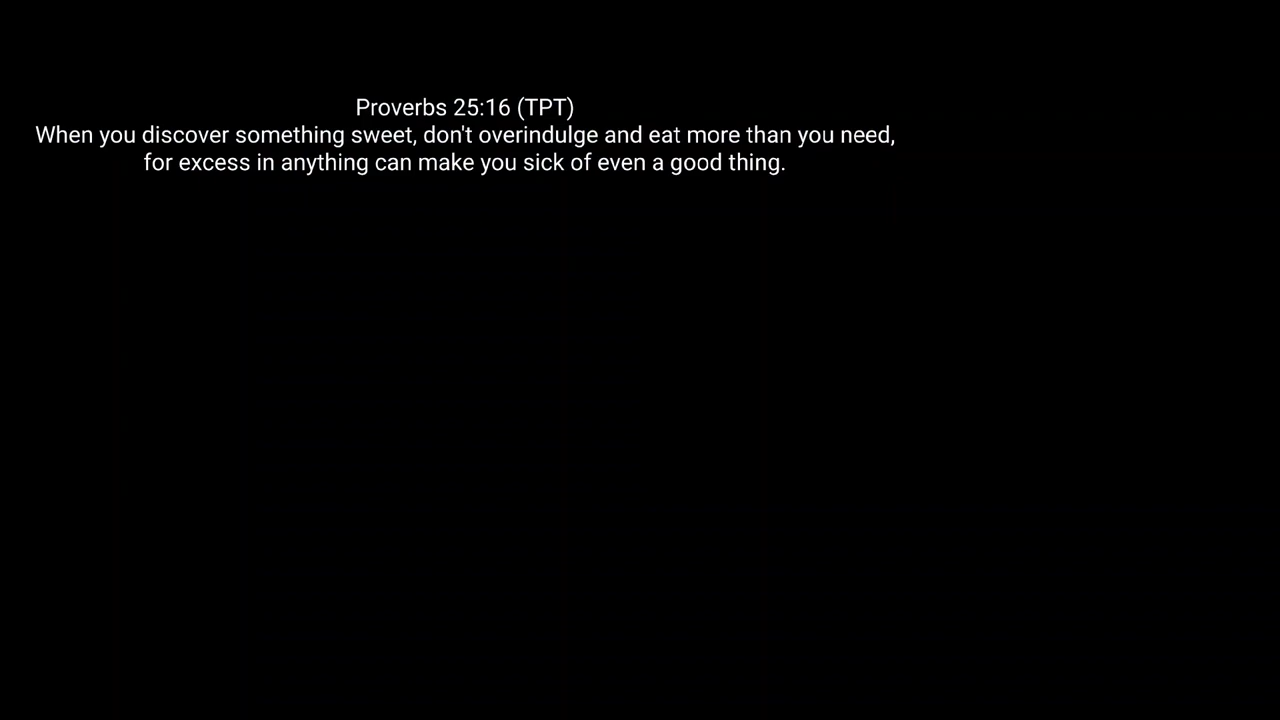 Proverbs 25:16 (TPT)
When you discover something sweet, don't overindulge and eat more than you need,
for excess in anything can make you sick of even a good thing.